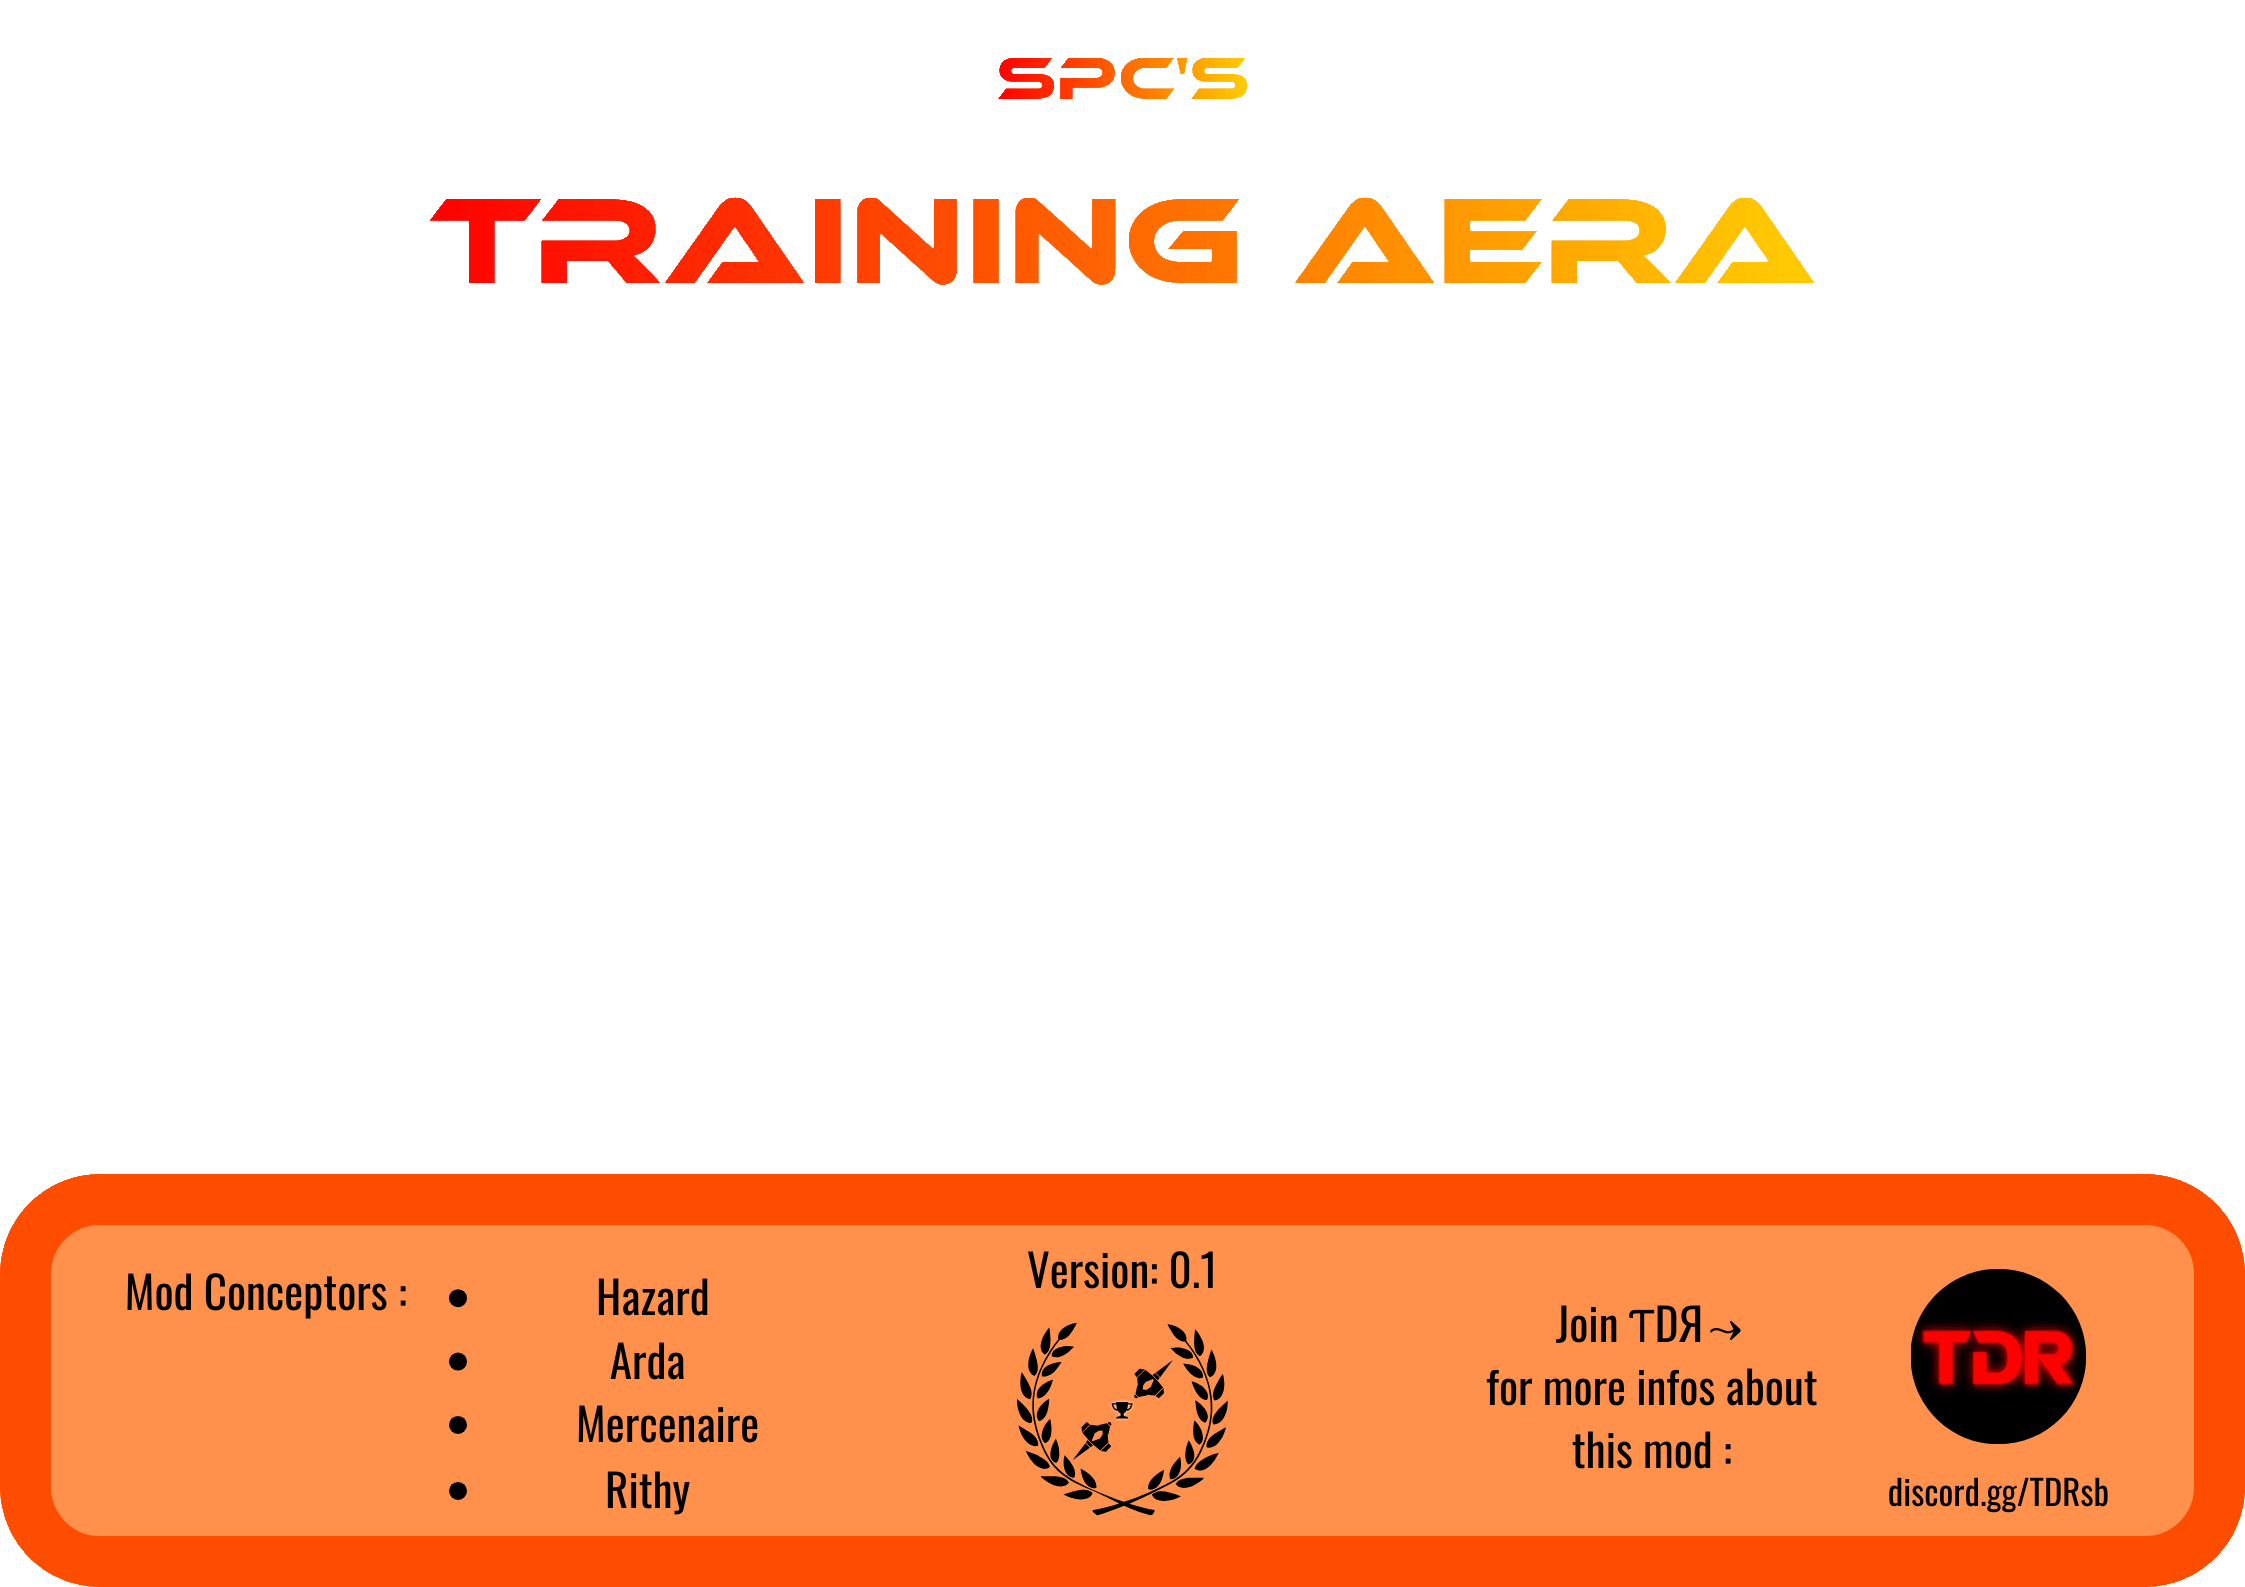 SPC'S
TRAINING AERA
Mod Conceptors :
• Hazard
• Arda
• Mercenaire
• Rithy
Version: 0.1
Join ƬDЯ⤳
for more infos about
this mod :
TDR
discord.gg/TDRsb